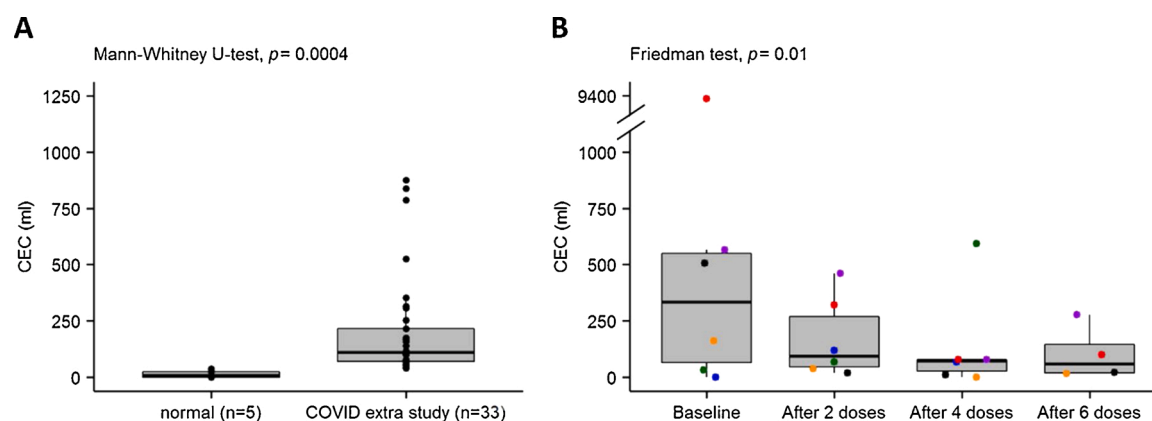 A
Mann-Whitney U-test, p= 0.0004
CEC (ml)
1250
1000
750
500
250
0
normal (n=5)
COVID extra study (n=33)
B
Friedman test, p= 0.01
CEC (ml)
9400
1000
750
500
250
0
Baseline
After 2 doses
After 4 doses
After 6 doses